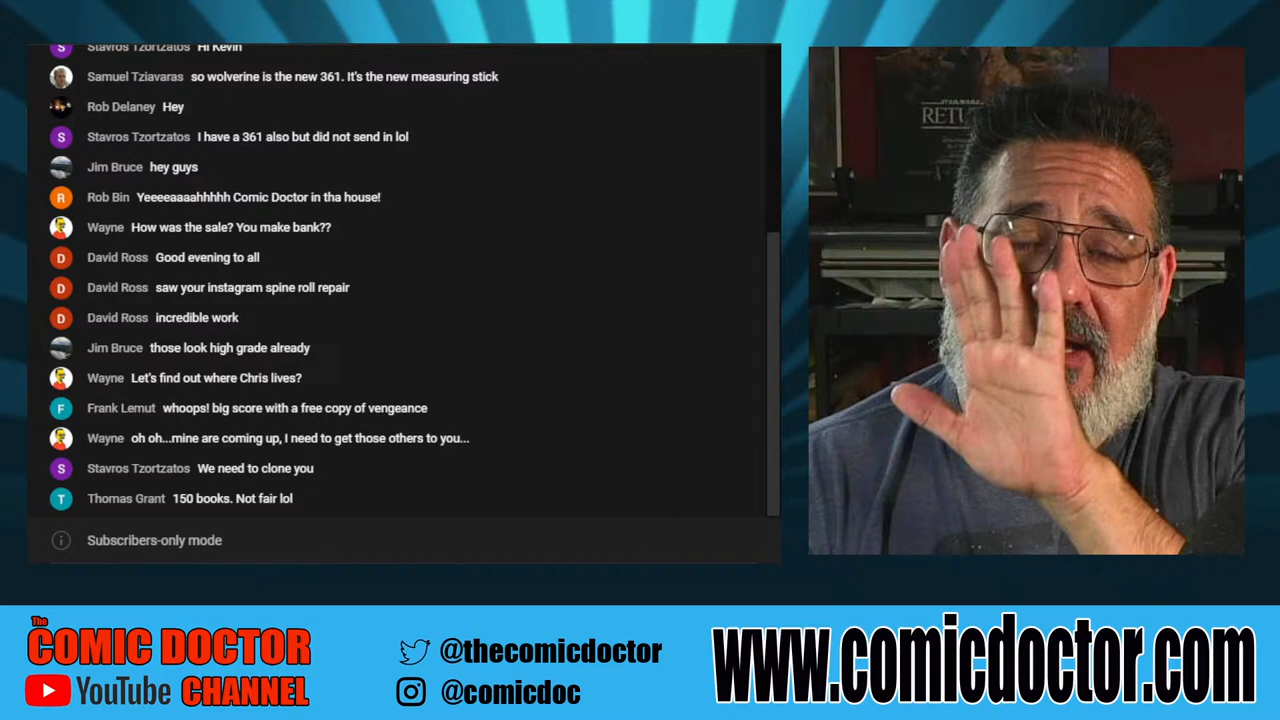 S Stavros Tzortzatos Hi Kevin
Samuel Tziavaras so wolverine is the new 361. It's the new measuring stick
Rob Delaney Hey
S Stavros Tzortzatos I have a 361 also but did not send in lol
Jim Bruce hey guys
R Rob Bin Yeeeeaaaahhhhh Comic Doctor in tha house!
Wayne How was the sale? You make bank??
D David Ross Good evening to all
D David Ross saw your instagram spine roll repair
D David Ross incredible work
Jim Bruce those look high grade already
Wayne Let's find out where Chris lives?
F Frank Lemut whoops! big score with a free copy of vengeance
Wayne oh oh...mine are coming up, I need to get those others to you...
S Stavros Tzortzatos We need to clone you
T Thomas Grant 150 books. Not fair lol
Subscribers-only mode
STAR WARS
RETU
The
COMIC DOCTOR
YouTube CHANNEL
@thecomicdoctor
@comicdoc
www.comicdoctor.com